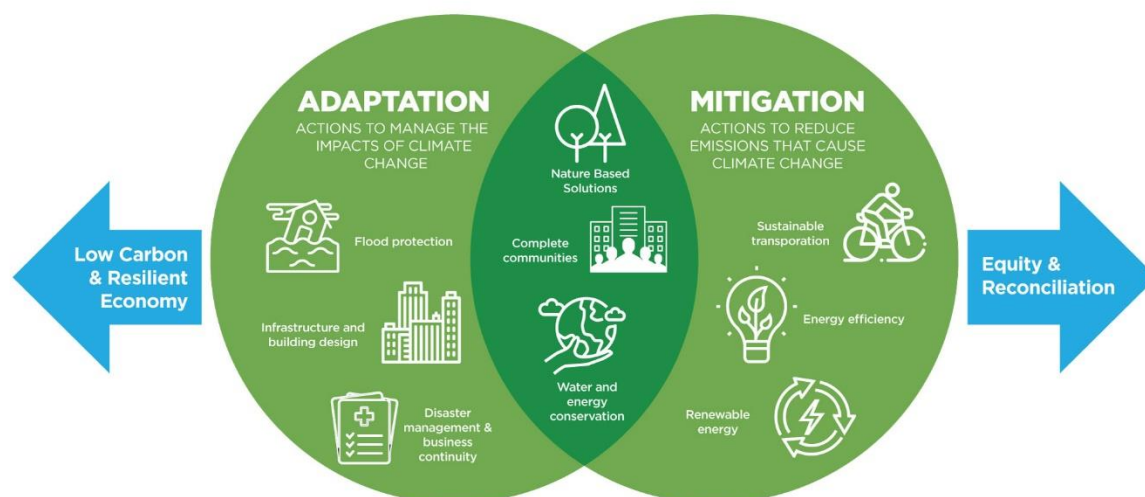 ADAPTATION
ACTIONS TO MANAGE THE
IMPACTS OF CLIMATE
CHANGE
Flood protection
Infrastructure and
building design
Disaster
management &
business
continuity
Nature Based
Solutions
Complete
communities
Water and
energy
conservation
MITIGATION
ACTIONS TO REDUCE
EMISSIONS THAT CAUSE
CLIMATE CHANGE
Sustainable
transporation
Energy efficiency
Renewable
energy
Low Carbon
& Resilient
Economy
Equity &
Reconciliation